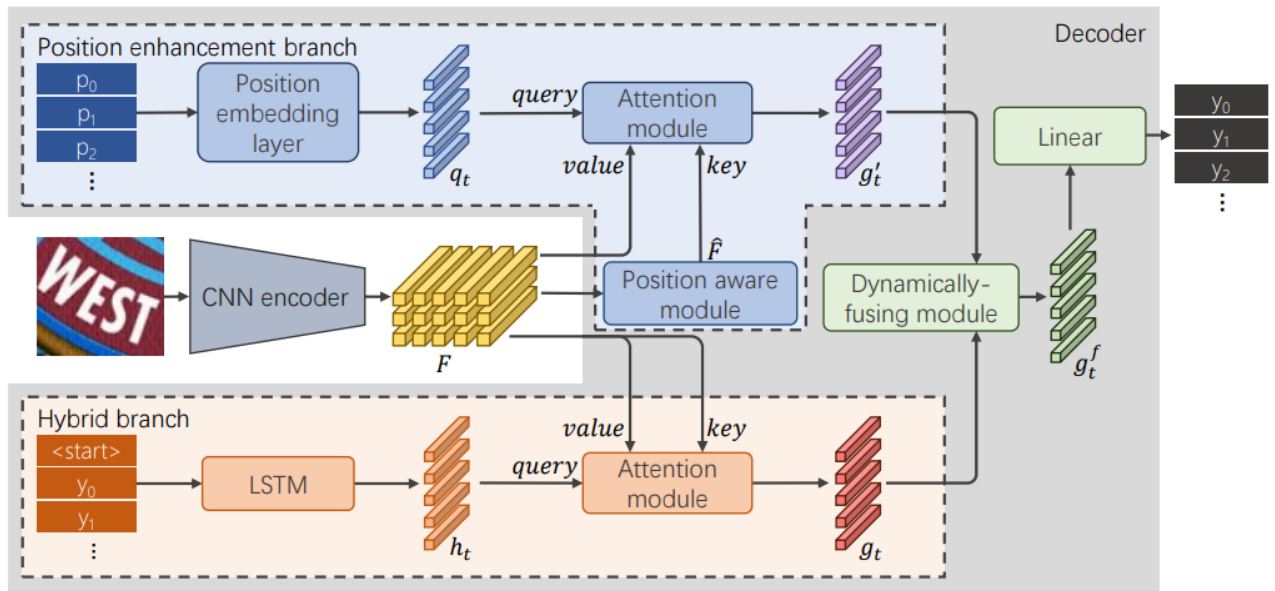 Decoder
Position enhancement branch
p₀
p₁
p₂
⋮
Position
embedding
layer
qₜ
query
Attention
module
value
key
g′ₜ
Linear
y₀
y₁
y₂
⋮
WEST
CNN encoder
F
F̂
Position aware
module
Dynamically-
fusing module
gₜᶠ
Hybrid branch
<start>
y₀
y₁
⋮
LSTM
hₜ
value
key
query
Attention
module
gₜ